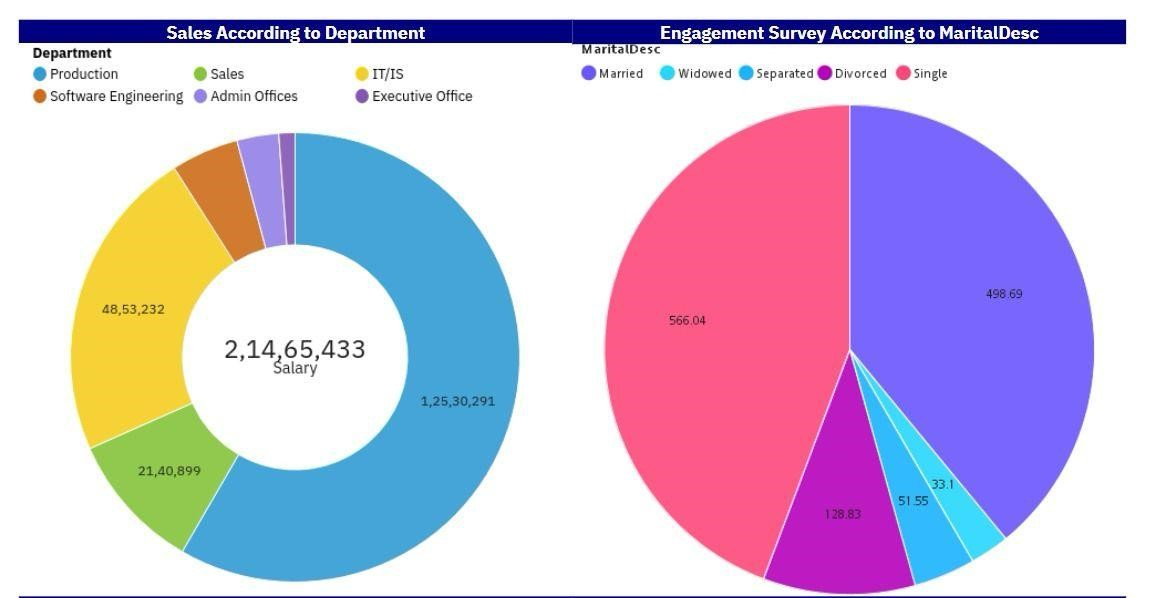 Sales According to Department
Department
Production
Sales
IT/IS
Software Engineering
Admin Offices
Executive Office
48,53,232
2,14,65,433
Salary
1,25,30,291
21,40,899
Engagement Survey According to MaritalDesc
MaritalDesc
Married
Widowed
Separated
Divorced
Single
498.69
566.04
33.1
51.55
128.83